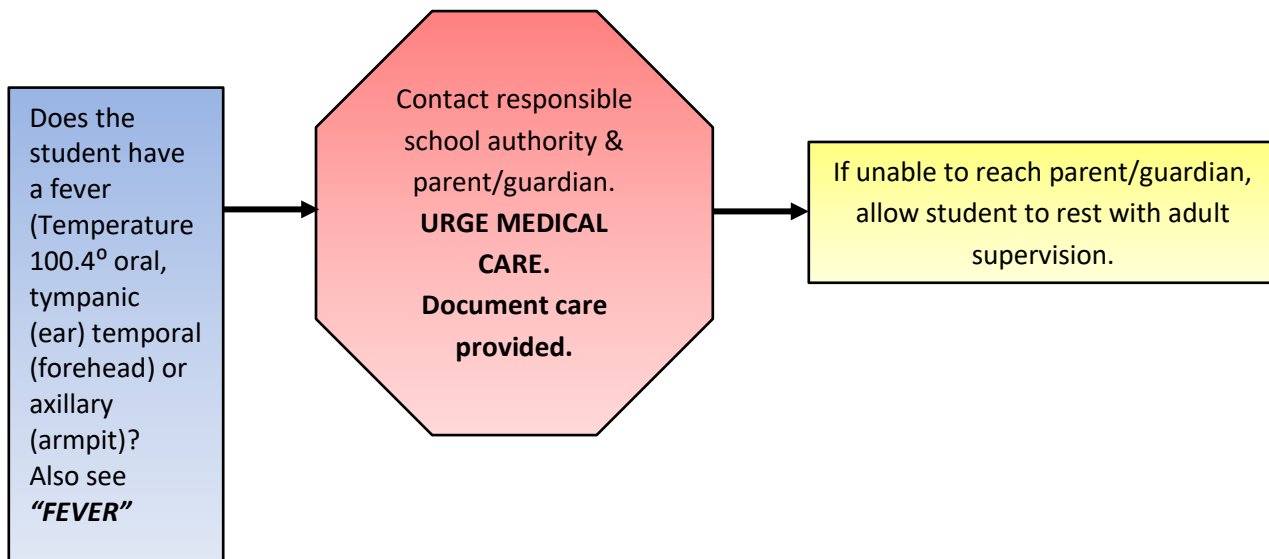 Does the
student have
a fever
(Temperature
100.4⁰ oral,
tympanic
(ear) temporal
(forehead) or
axillary
(armpit)?
Also see
“FEVER”
Contact responsible
school authority &
parent/guardian.
URGE MEDICAL
CARE.
Document care
provided.
If unable to reach parent/guardian,
allow student to rest with adult
supervision.